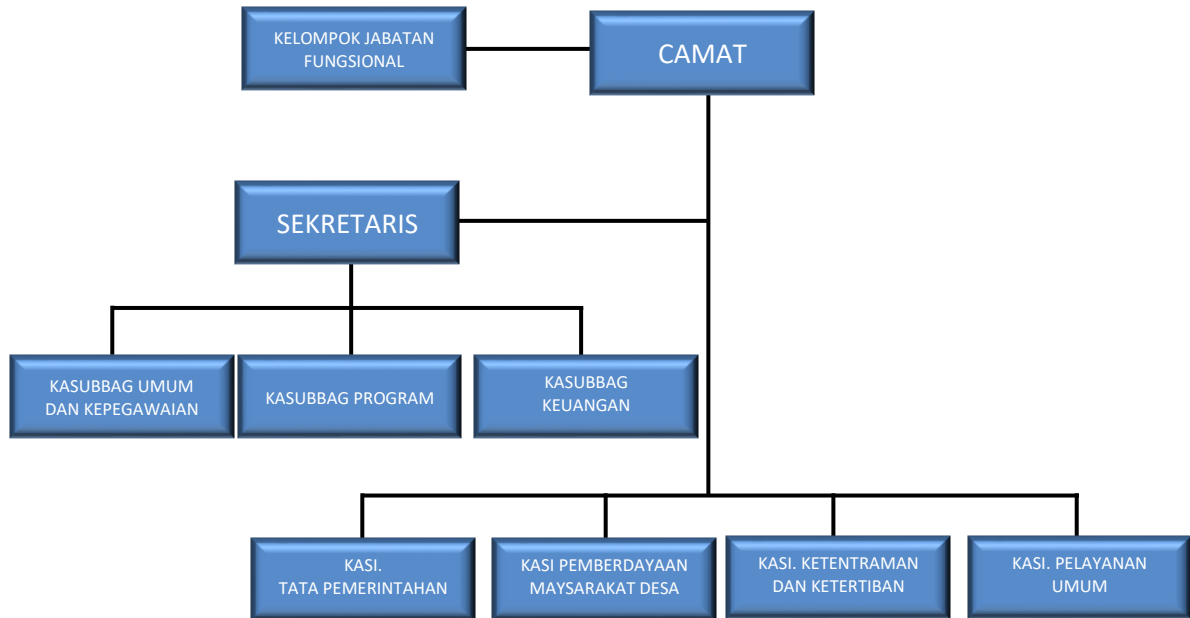 KELOMPOK JABATAN
FUNGSIONAL
CAMAT
SEKRETARIS
KASUBBAG UMUM
DAN KEPEGAWAIAN
KASUBBAG PROGRAM
KASUBBAG
KEUANGAN
KASI.
TATA PEMERINTAHAN
KASI PEMBERDAYAAN
MAYSARAKAT DESA
KASI. KETENTRAMAN
DAN KETERTIBAN
KASI. PELAYANAN
UMUM